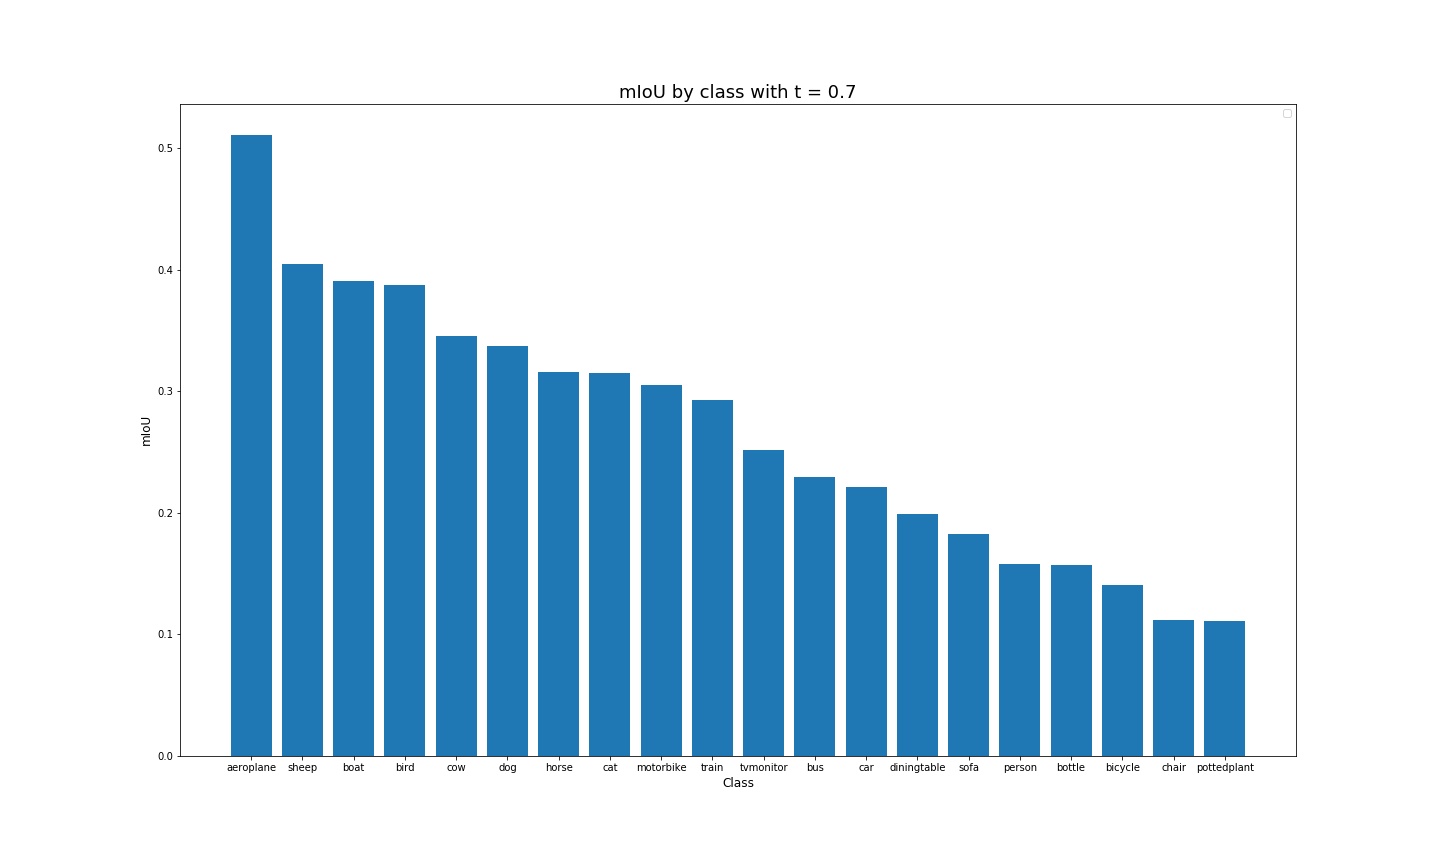 mIoU by class with t = 0.7
0.5
0.4
0.3
0.2
0.1
0.0
mIoU
aeroplane sheep boat bird cow dog horse cat motorbike train tvmonitor bus car diningtable sofa person bottle bicycle chair pottedplant
Class